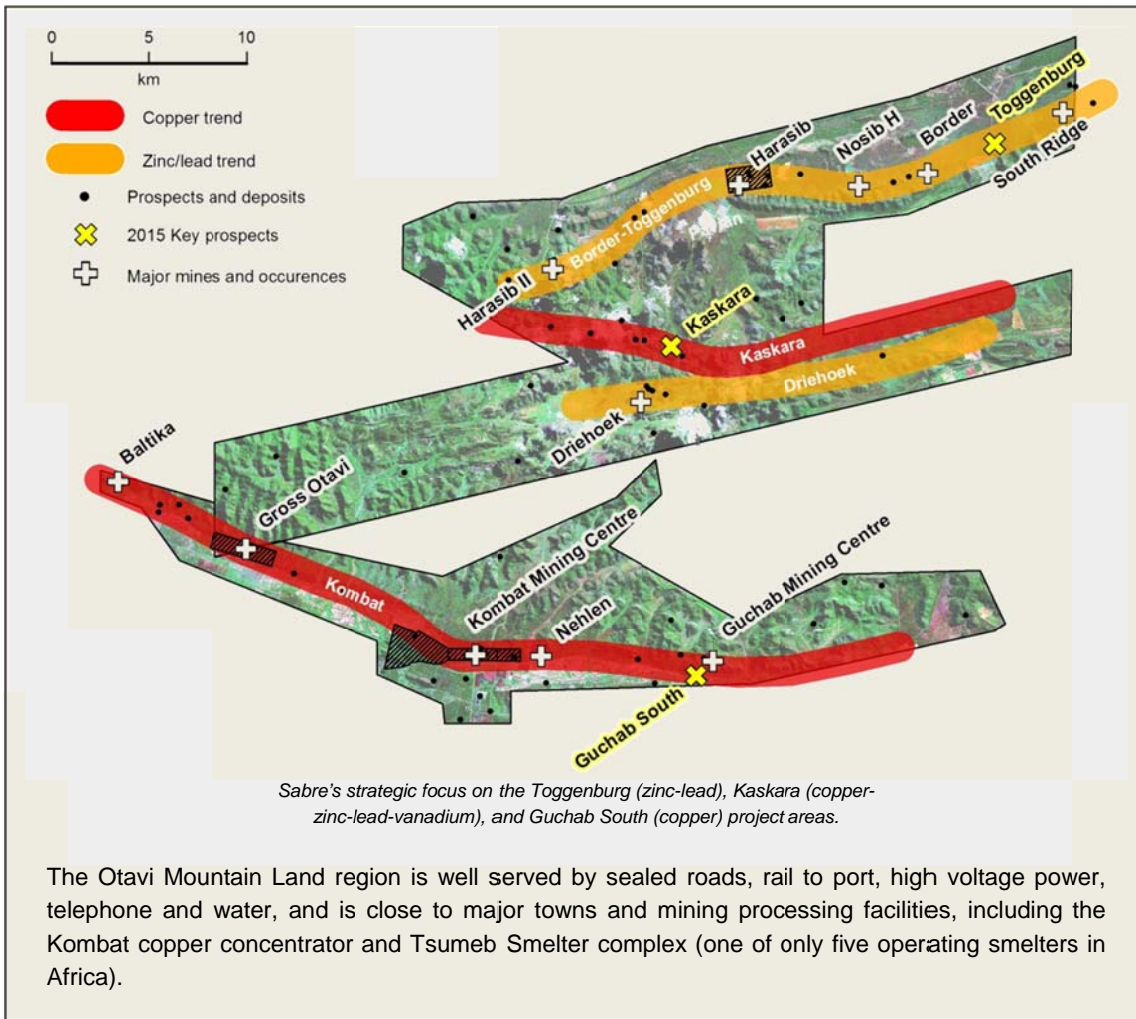 0 5 10
km
Copper trend
Zinc/lead trend
Prospects and deposits
2015 Key prospects
Major mines and occurences
Toggenburg
Border
Nosib H
Harasib
South Ridge
Border-Toggenburg
Harasib II
Kaskara
Kaskara
Driehoek
Driehoek
Baltika
Gross Otavi
Kombat
Kombat Mining Centre
Nehlen
Guchab Mining Centre
Guchab South
Sabre's strategic focus on the Toggenburg (zinc-lead), Kaskara (copper-
zinc-lead-vanadium), and Guchab South (copper) project areas.
The Otavi Mountain Land region is well served by sealed roads, rail to port, high voltage power,
telephone and water, and is close to major towns and mining processing facilities, including the
Kombat copper concentrator and Tsumeb Smelter complex (one of only five operating smelters in
Africa).